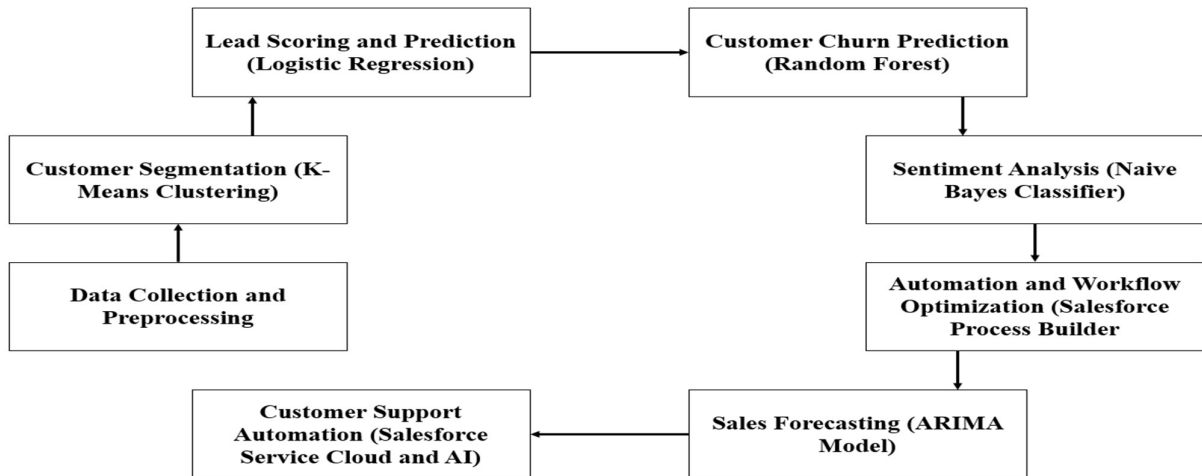 Lead Scoring and Prediction
(Logistic Regression)
Customer Churn Prediction
(Random Forest)
Customer Segmentation (K-
Means Clustering)
Sentiment Analysis (Naive
Bayes Classifier)
Data Collection and
Preprocessing
Automation and Workflow
Optimization (Salesforce
Process Builder
Customer Support
Automation (Salesforce
Service Cloud and AI)
Sales Forecasting (ARIMA
Model)